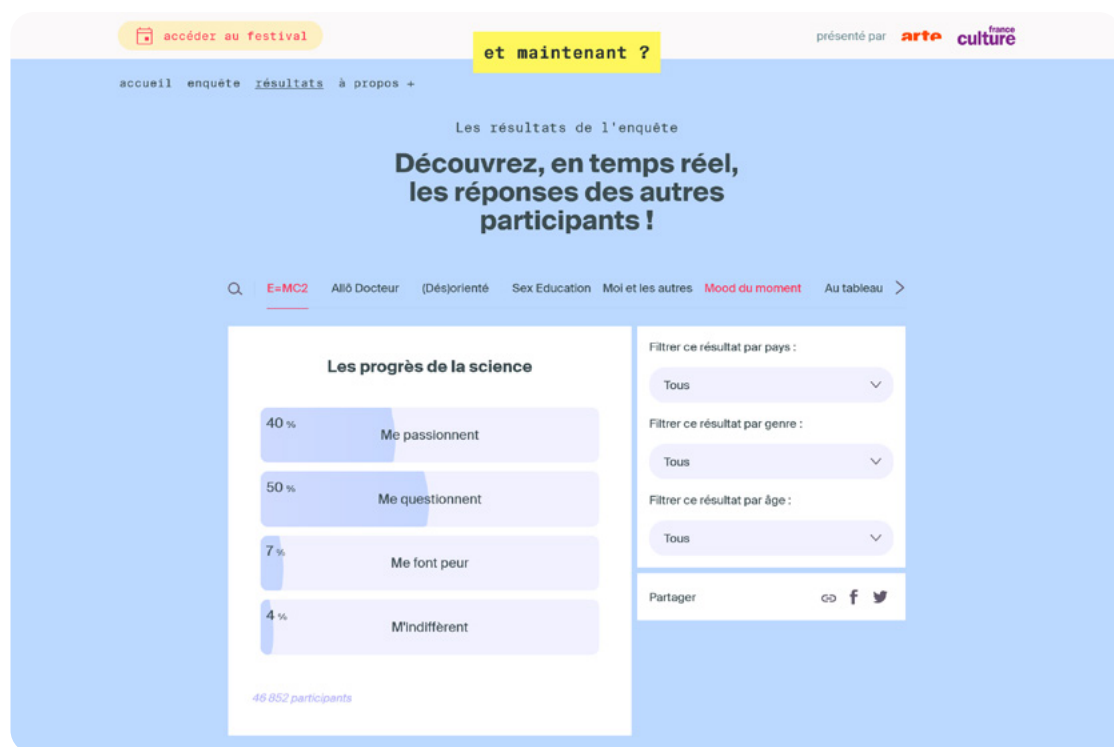 accéder au festival
et maintenant ?
présenté par arte france culture
accueil enquête résultats à propos +
Les résultats de l'enquête
Découvrez, en temps réel,
les réponses des autres
participants !
E=MC2 Allô Docteur (Dés)orienté Sex Education Moi et les autres Mood du moment Au tableau
Les progrès de la science
40 % Me passionnent
50 % Me questionnent
7 % Me font peur
4 % M'indiffèrent
46 852 participants
Filtrer ce résultat par pays :
Tous
Filtrer ce résultat par genre :
Tous
Filtrer ce résultat par âge :
Tous
Partager